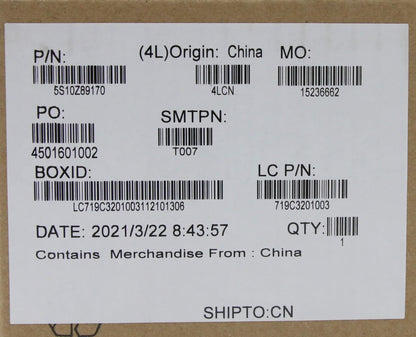 P/N: (4L)Origin: China MO:
5S10Z89170 4LCN 15236662
PO: SMTPN:
4501601002 T007
BOXID: LC P/N:
LC719C3201003112101306 719C3201003
DATE: 2021/3/22 8:43:57 QTY:
1
Contains Merchandise From : China
SHIPTO:CN